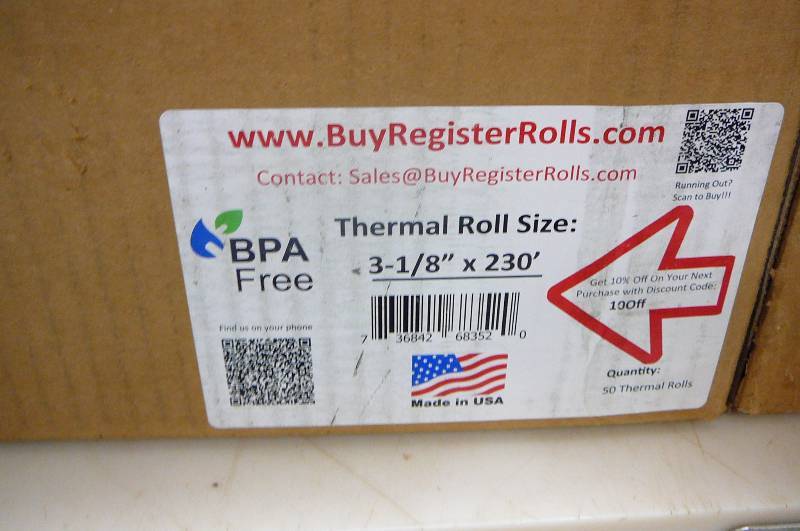 www.BuyRegisterRolls.com
Contact: Sales@BuyRegisterRolls.com
Running Out?
Scan to Buy!!!
BPA
Free
Thermal Roll Size:
3-1/8" x 230'
Get 10% Off On Your Next
Purchase with Discount Code:
10Off
Find us on your phone
7 36842 68352 0
Made in USA
Quantity:
50 Thermal Rolls